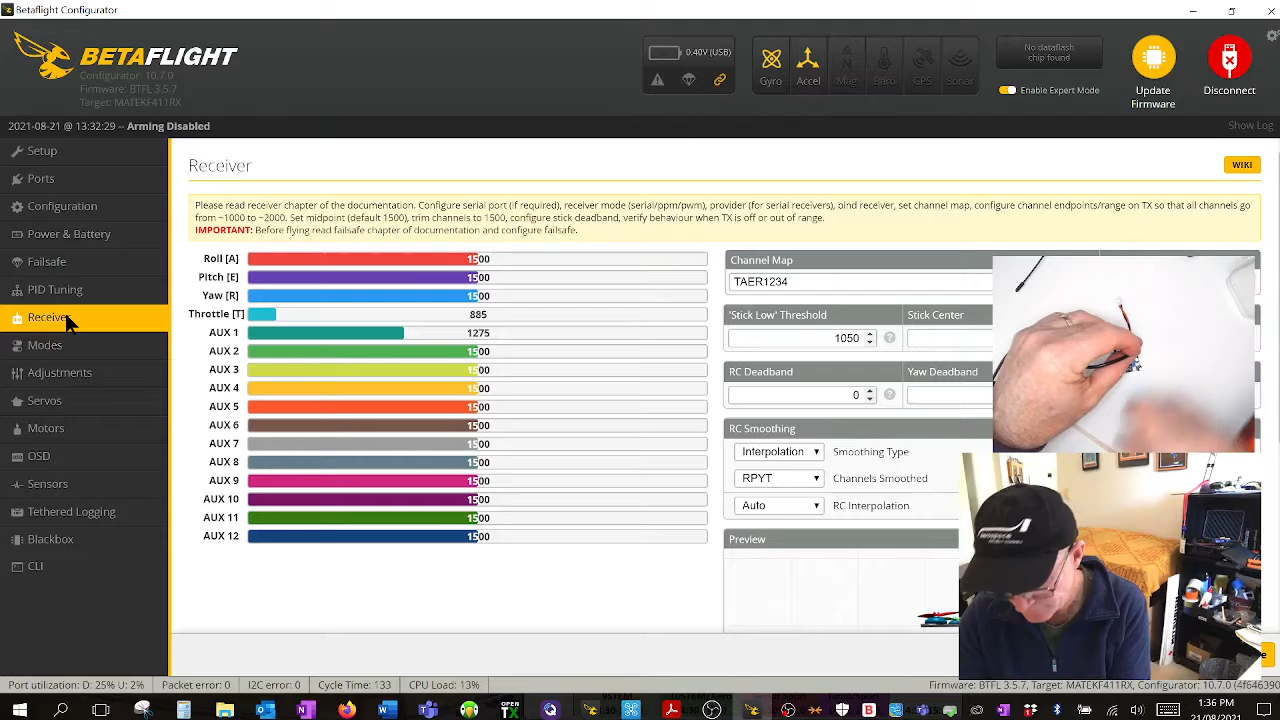 Betaflight Configurator
BETAFLIGHT
Configurator: 10.7.0
Firmware: BTFL 3.5.7
Target: MATEKF411RX
0.40V (USB)
Gyro
Accel
Mag
Baro
GPS
Sonar
No dataflash
chip found
Enable Expert Mode
Update
Firmware
Disconnect
2021-08-21 @ 13:32:29 -- Arming Disabled
Show Log
Setup
Ports
Configuration
Power & Battery
Failsafe
PID Tuning
Receiver
Modes
Adjustments
Servos
Motors
OSD
Sensors
Tethered Logging
Blackbox
CLI
Receiver
WIKI
Please read receiver chapter of the documentation. Configure serial port (if required), receiver mode (serial/ppm/pwm), provider (for serial receivers), bind receiver, set channel map, configure channel endpoints/range on TX so that all channels go
from ~1000 to ~2000. Set midpoint (default 1500), trim channels to 1500, configure stick deadband, verify behaviour when TX is off or out of range.
IMPORTANT: Before flying read failsafe chapter of documentation and configure failsafe.
Roll [A] 1500
Pitch [E] 1500
Yaw [R] 1500
Throttle [T] 885
AUX 1 1275
AUX 2 1500
AUX 3 1500
AUX 4 1500
AUX 5 1500
AUX 6 1500
AUX 7 1500
AUX 8 1500
AUX 9 1500
AUX 10 1500
AUX 11 1500
AUX 12 1500
Channel Map
TAER1234
'Stick Low' Threshold
Stick Center
1050
RC Deadband
Yaw Deadband
0
RC Smoothing
Interpolation Smoothing Type
RPYT Channels Smoothed
Auto RC Interpolation
Preview
Port utilization: D: 25% U: 2%
Packet error: 0
I2C error: 0
Cycle Time: 133
CPU Load: 13%
Firmware: BTFL 3.5.7, Target: MATEKF411RX, Configurator: 10.7.0 (4f646390
OPEN
TX
1:36 PM
21/08/2021